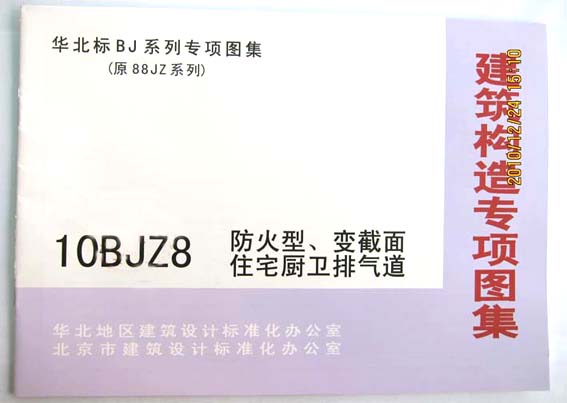 华北标BJ系列专项图集
(原88JZ系列)
10BJZ8
防火型、变截面
住宅厨卫排气道
华北地区建筑设计标准化办公室
北京市建筑设计标准化办公室
建筑构造专项图集
2010/12/24 15:10